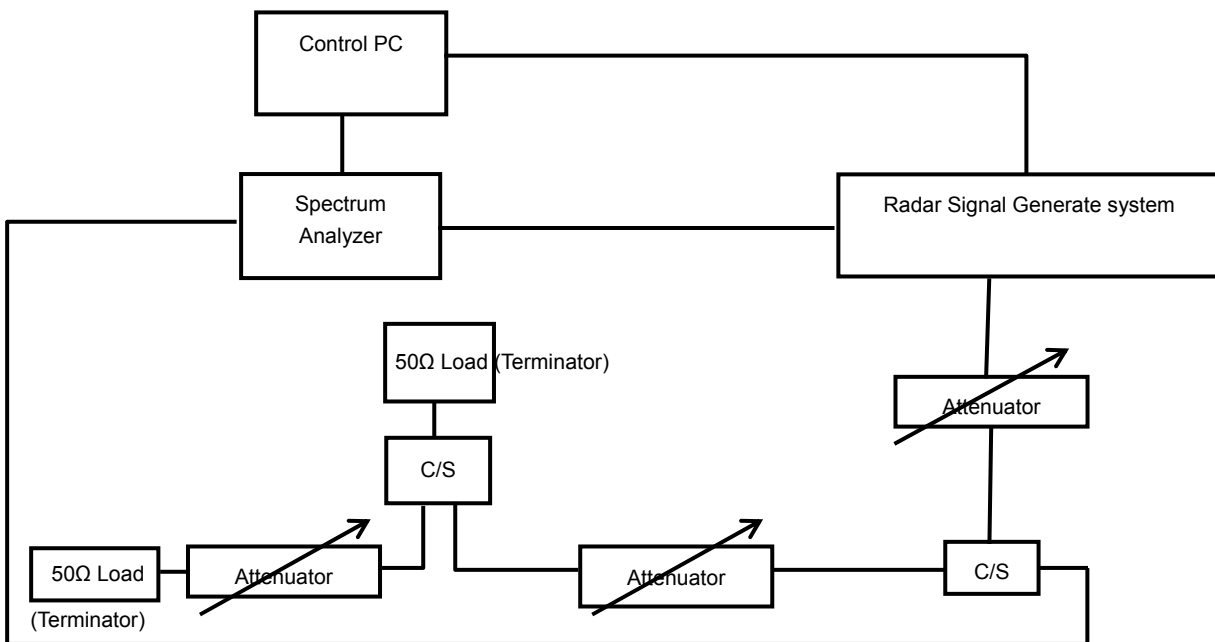 Control PC
Spectrum
Analyzer
Radar Signal Generate system
50Ω Load (Terminator)
Attenuator
C/S
50Ω Load
(Terminator)
Attenuator
Attenuator
C/S